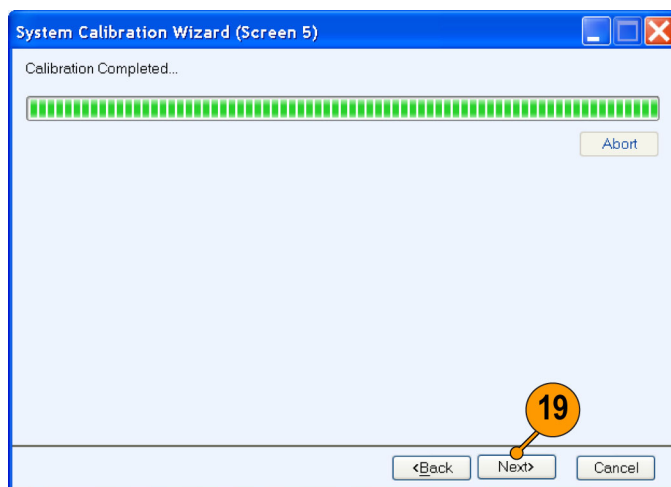 System Calibration Wizard (Screen 5)
Calibration Completed...
Abort
19
<Back Next> Cancel